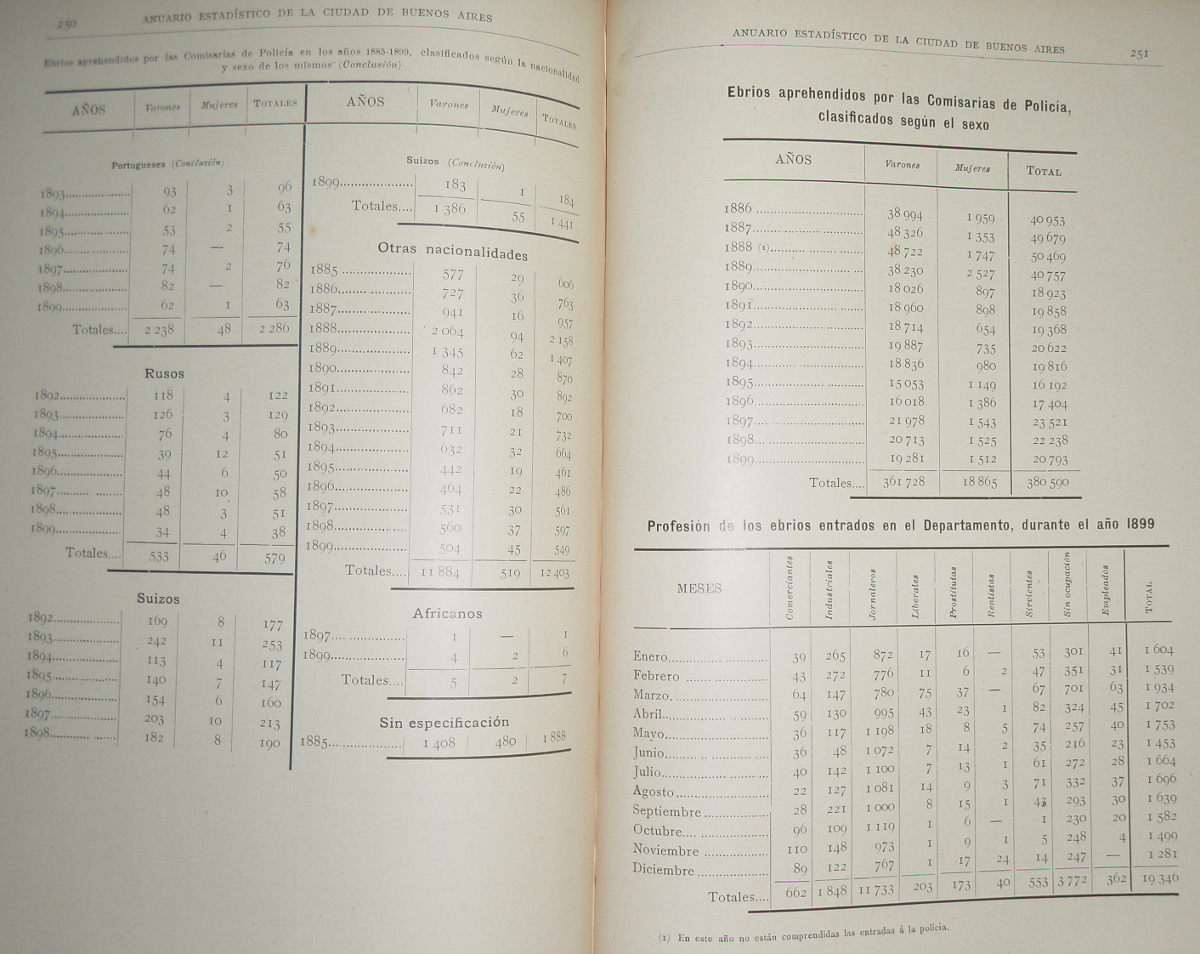 250 ANUARIO ESTADÍSTICO DE LA CIUDAD DE BUENOS AIRES
Ebrios aprehendidos por las Comisarías de Policía en los años 1885-1899, clasificados según la nacionalidad
y sexo de los mismos (Conclusión)
AÑOS Varones Mujeres TOTALES
Portugueses (Conclusión)
1893.................... 93 3 96
1894.................... 62 1 63
1895.................... 53 2 55
1896.................... 74 — 74
1897.................... 74 2 76
1898.................... 82 — 82
1899.................... 62 1 63
Totales.... 2 238 48 2 286
Rusos
1892.................... 118 4 122
1893.................... 126 3 129
1894.................... 76 4 80
1895.................... 39 12 51
1896.................... 44 6 50
1897......... ......... 48 10 58
1898.................... 48 3 51
1899.................... 34 4 38
Totales.... 533 46 579
Suizos
1892.................... 169 8 177
1893.................... 242 11 253
1894.................... 113 4 117
1895.................... 140 7 147
1896.................... 154 6 160
1897.................... 203 10 213
1898............ ....... 182 8 190
AÑOS Varones Mujeres TOTALES
Suizos (Conclusión)
1899.................... 183 1 184
Totales.... 1 386 55 1 441
Otras nacionalidades
1885 .................... 577 29 606
1886.................... 727 36 763
1887.................... 941 16 957
1888.................... 2 064 94 2 158
1889.................... 1 345 62 1 407
1890.................... 842 28 870
1891.................... 862 30 892
1892.................... 682 18 700
1893.................... 711 21 732
1894.................... 632 32 664
1895.................... 442 19 461
1896.................... 464 22 486
1897.................... 531 30 561
1898.................... 560 37 597
1899.................... 504 45 549
Totales.... 11 884 519 12 403
Africanos
1897.................... 1 — 1
1899.................... 4 2 6
Totales.... 5 2 7
Sin especificación
1885.................... 1 408 480 1 888
ANUARIO ESTADÍSTICO DE LA CIUDAD DE BUENOS AIRES 251
Ebrios aprehendidos por las Comisarias de Policía,
clasificados según el sexo
AÑOS Varones Mujeres TOTAL
1886 ............................ 38 994 1 959 40 953
1887............................ 48 326 1 353 49 679
1888 (1)........................ 48 722 1 747 50 469
1889............................ 38 230 2 527 40 757
1890............................ 18 026 897 18 923
1891............................ 18 960 898 19 858
1892............................ 18 714 654 19 368
1893............................ 19 887 735 20 622
1894............................ 18 836 980 19 816
1895............................ 15 053 1 149 16 192
1896............................ 16 018 1 386 17 404
1897............................ 21 978 1 543 23 521
1898............................ 20 713 1 525 22 238
1899............................ 19 281 1 512 20 793
Totales.... 361 728 18 865 380 590
Profesión de los ebrios entrados en el Departamento, durante el año 1899
MESES Comerciantes Industriales Jornaleros Liberales Prostitutas Rentistas Sirvientes Sin ocupación Empleados TOTAL
Enero.......................... 39 265 872 17 16 — 53 301 41 1 604
Febrero ...................... 43 272 776 11 6 2 47 351 31 1 539
Marzo.......................... 64 147 780 75 37 — 67 701 63 1 934
Abril............................ 59 130 995 43 23 1 82 324 45 1 702
Mayo........................... 36 117 1 198 18 8 5 74 257 40 1 753
Junio........................... 36 48 1 072 7 14 2 35 216 23 1 453
Julio............................ 40 142 1 100 7 13 1 61 272 28 1 664
Agosto........................ 22 127 1 081 14 9 3 71 332 37 1 696
Septiembre.................. 28 221 1 000 8 15 1 43 293 30 1 639
Octubre....................... 96 109 1 119 1 6 — 1 230 20 1 582
Noviembre .................. 110 148 973 1 9 1 5 248 4 1 499
Diciembre.................... 89 122 767 1 17 24 14 247 — 1 281
Totales.... 662 1 848 11 733 203 173 40 553 3 772 362 19 346
(1) En este año no están comprendidas las entradas á la policia.